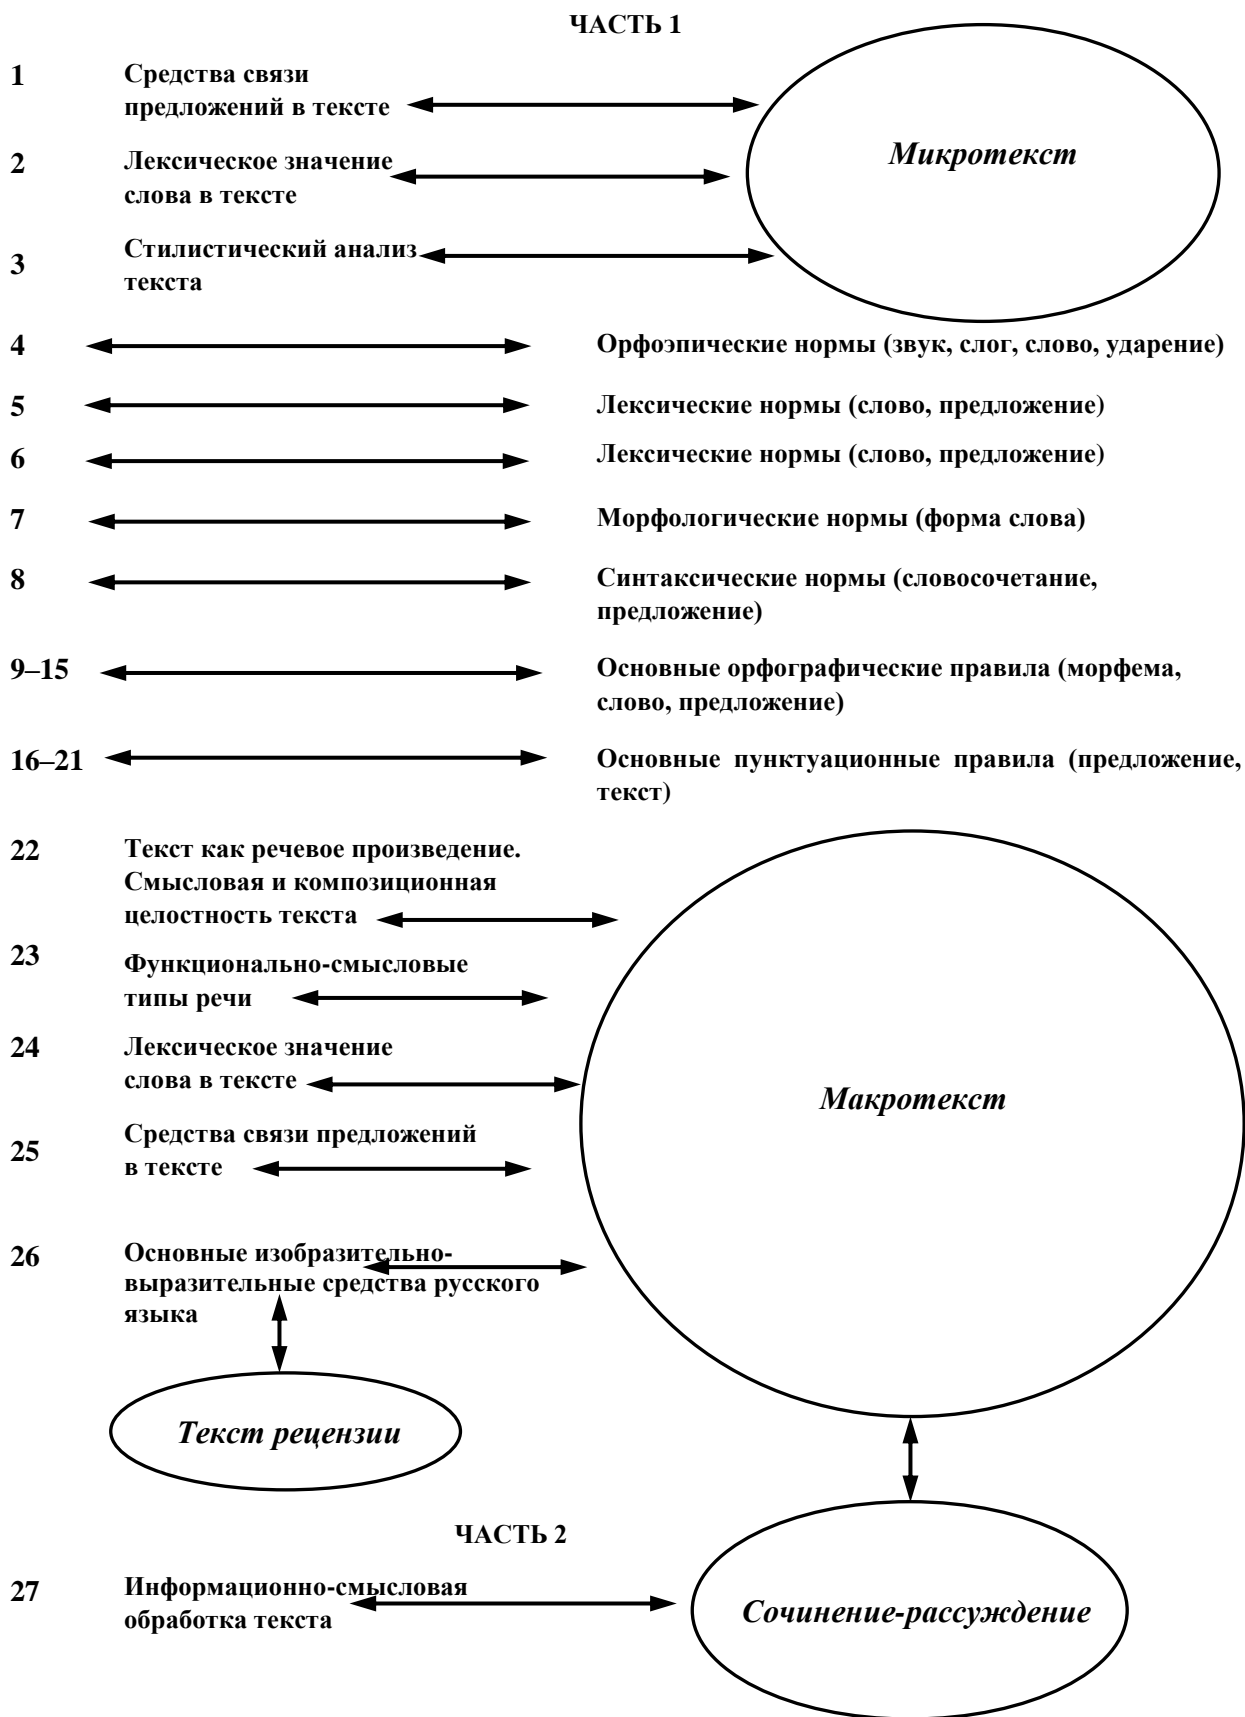 ЧАСТЬ 1
1
Средства связи
предложений в тексте
Микротекст
2
Лексическое значение
слова в тексте
3
Стилистический анализ
текста
4
Орфоэпические нормы (звук, слог, слово, ударение)
5
Лексические нормы (слово, предложение)
6
Лексические нормы (слово, предложение)
7
Морфологические нормы (форма слова)
8
Синтаксические нормы (словосочетание,
предложение)
9–15
Основные орфографические правила (морфема,
слово, предложение)
16–21
Основные пунктуационные правила (предложение,
текст)
22
Текст как речевое произведение.
Смысловая и композиционная
целостность текста
23
Функционально-смысловые
типы речи
24
Лексическое значение
слова в тексте
Макротекст
25
Средства связи предложений
в тексте
26
Основные изобразительно-
выразительные средства русского
языка
Текст рецензии
ЧАСТЬ 2
27
Информационно-смысловая
обработка текста
Сочинение-рассуждение